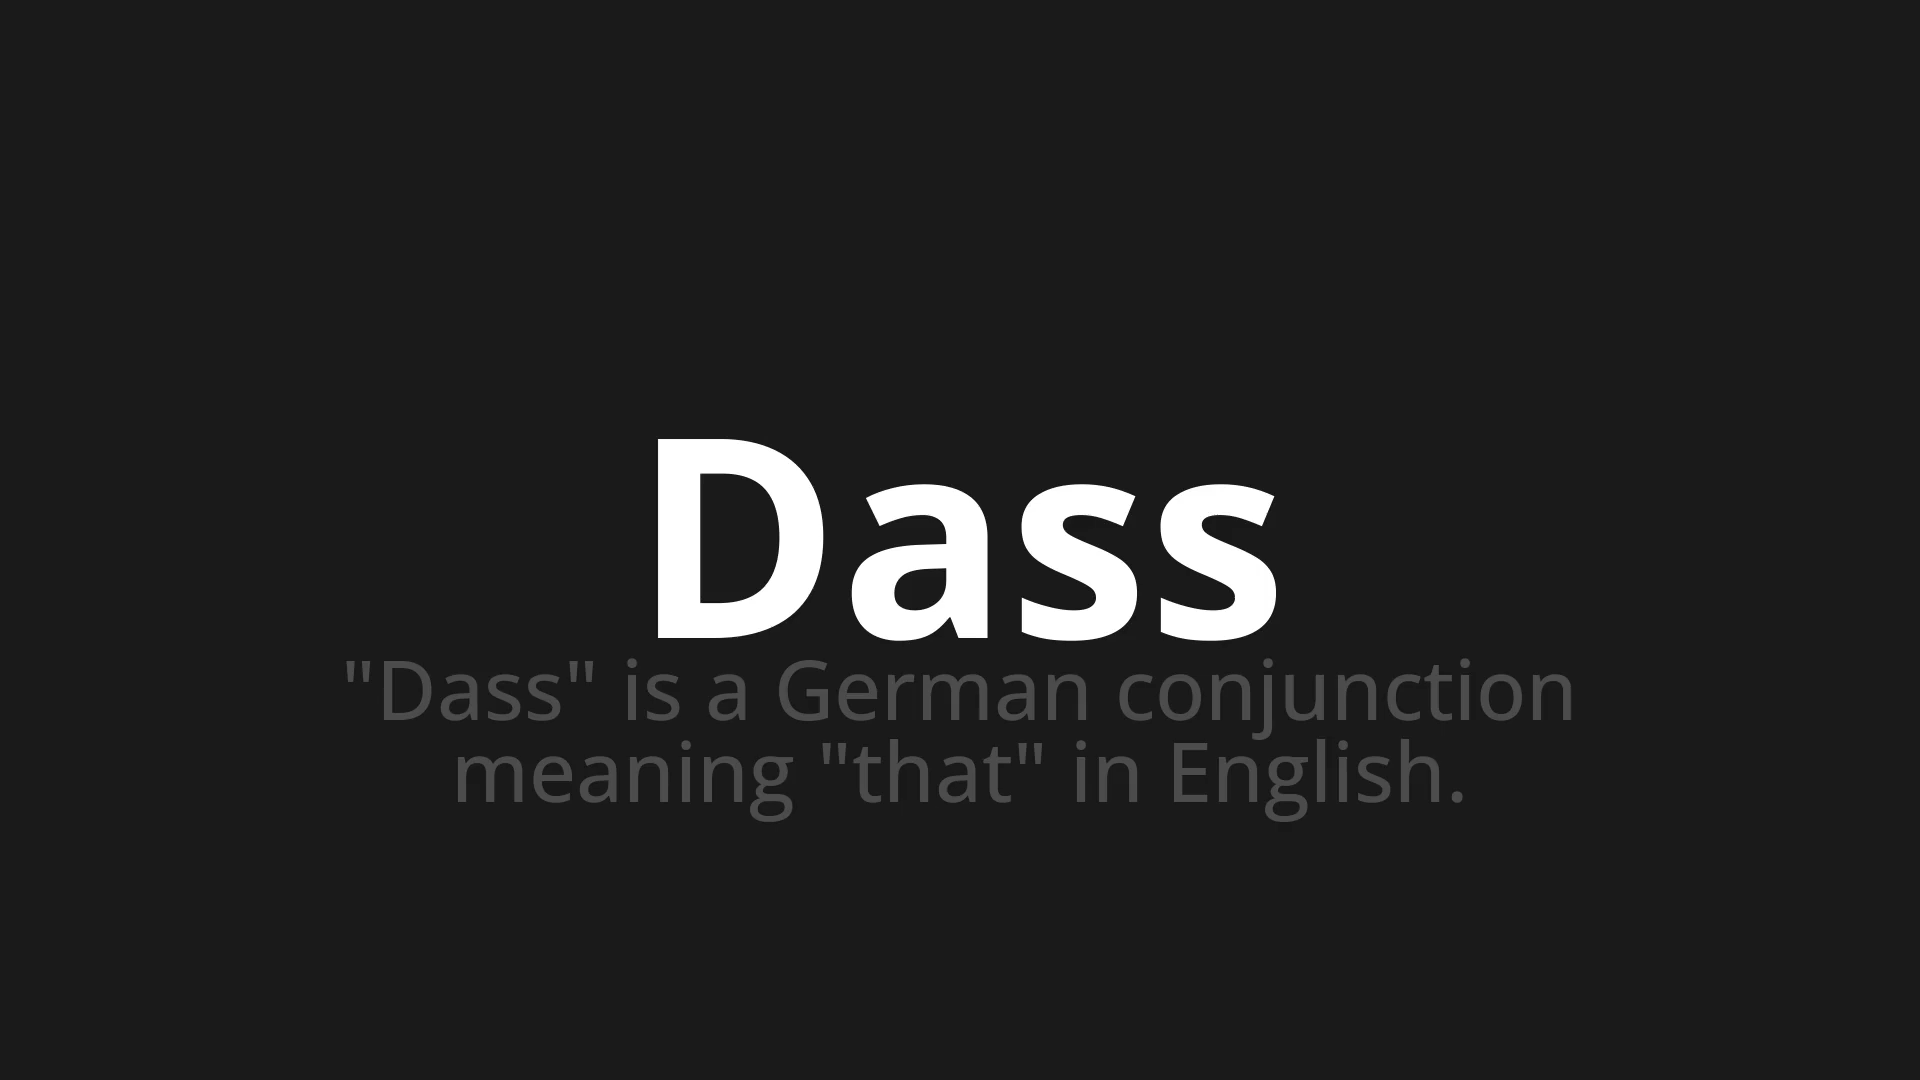 Dass
"Dass" is a German conjunction
meaning "that" in English.